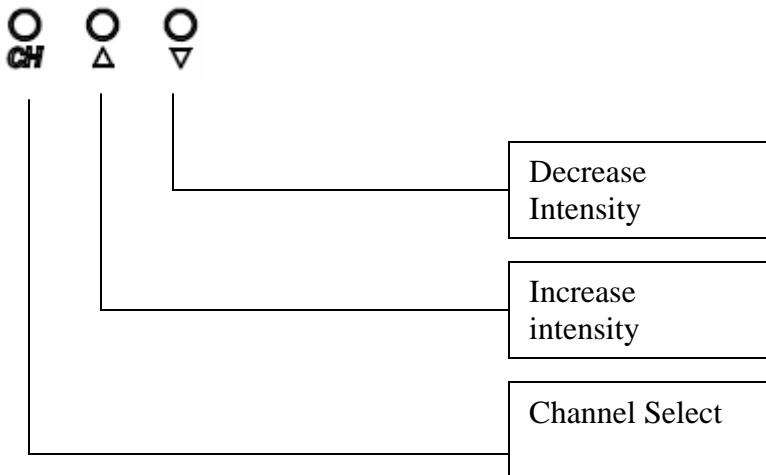 CH
Decrease
Intensity
Increase
intensity
Channel Select